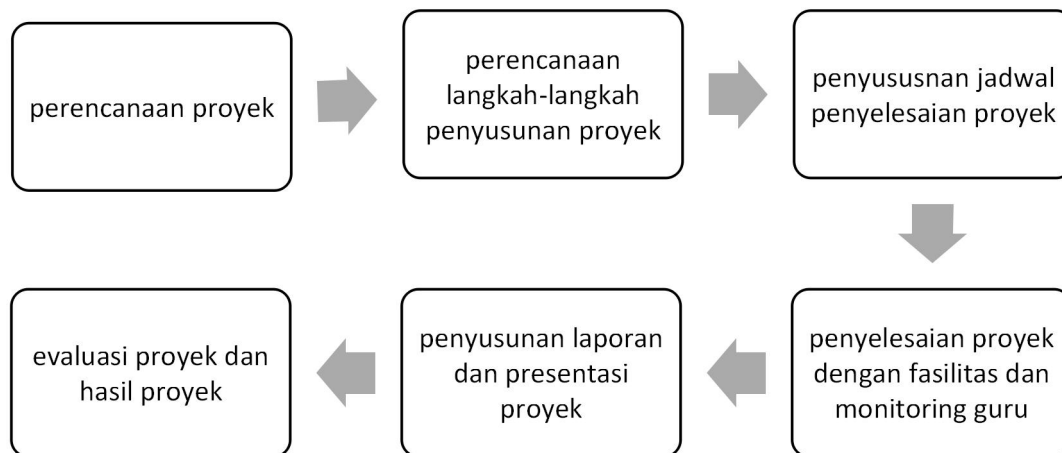 perencanaan proyek
perencanaan
langkah-langkah
penyusunan proyek
penyususnan jadwal
penyelesaian proyek
penyelesaian proyek
dengan fasilitas dan
monitoring guru
penyusunan laporan
dan presentasi
proyek
evaluasi proyek dan
hasil proyek